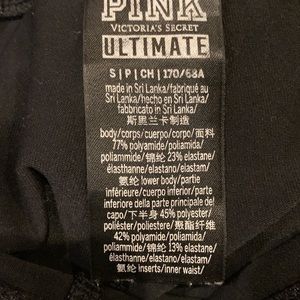 PINK
VICTORIA'S SECRET
ULTIMATE
S | P | CH | 170/68A
made in Sri Lanka/fabriqué au
Sri Lanka/hecho en Sri Lanka/
fabricato in Sri Lanka/
斯里兰卡制造
body/corps/cuerpo/corpo/面料
77% polyamide/poliamida/
poliammide/锦纶 23% elastane/
élasthanne/elastano/elastan/
氨纶 lower body/partie
inférieure/cuerpo inferior/parte
inferiore della parte principale del
capo/下半身 45% polyester/
poliéster/poliestere/聚酯纤维
42% polyamide/poliamida/
poliammide/锦纶 13% elastane/
élasthanne/elastano/elastan/
氨纶 inserts/inner waist/